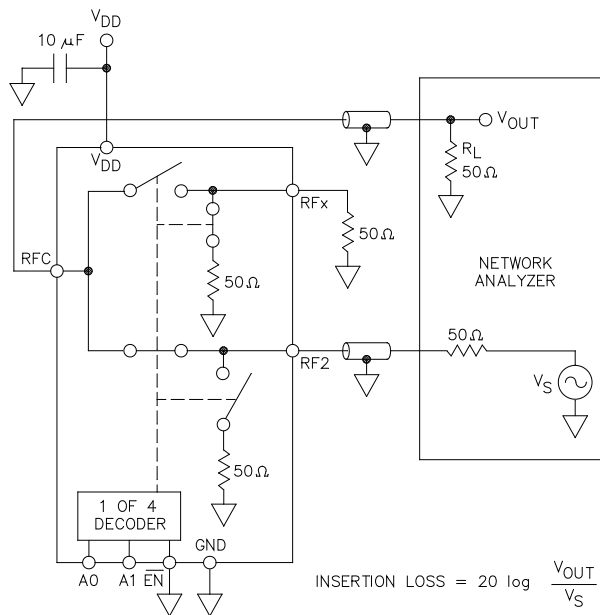 V_DD
10 μF
V_OUT
V_DD
R_L
50Ω
RFx
50Ω
RFC
50Ω
NETWORK
ANALYZER
50Ω
RF2
V_S
50Ω
1 OF 4
DECODER
GND
A0 A1 E̅N̅
INSERTION LOSS = 20 log V_OUT / V_S